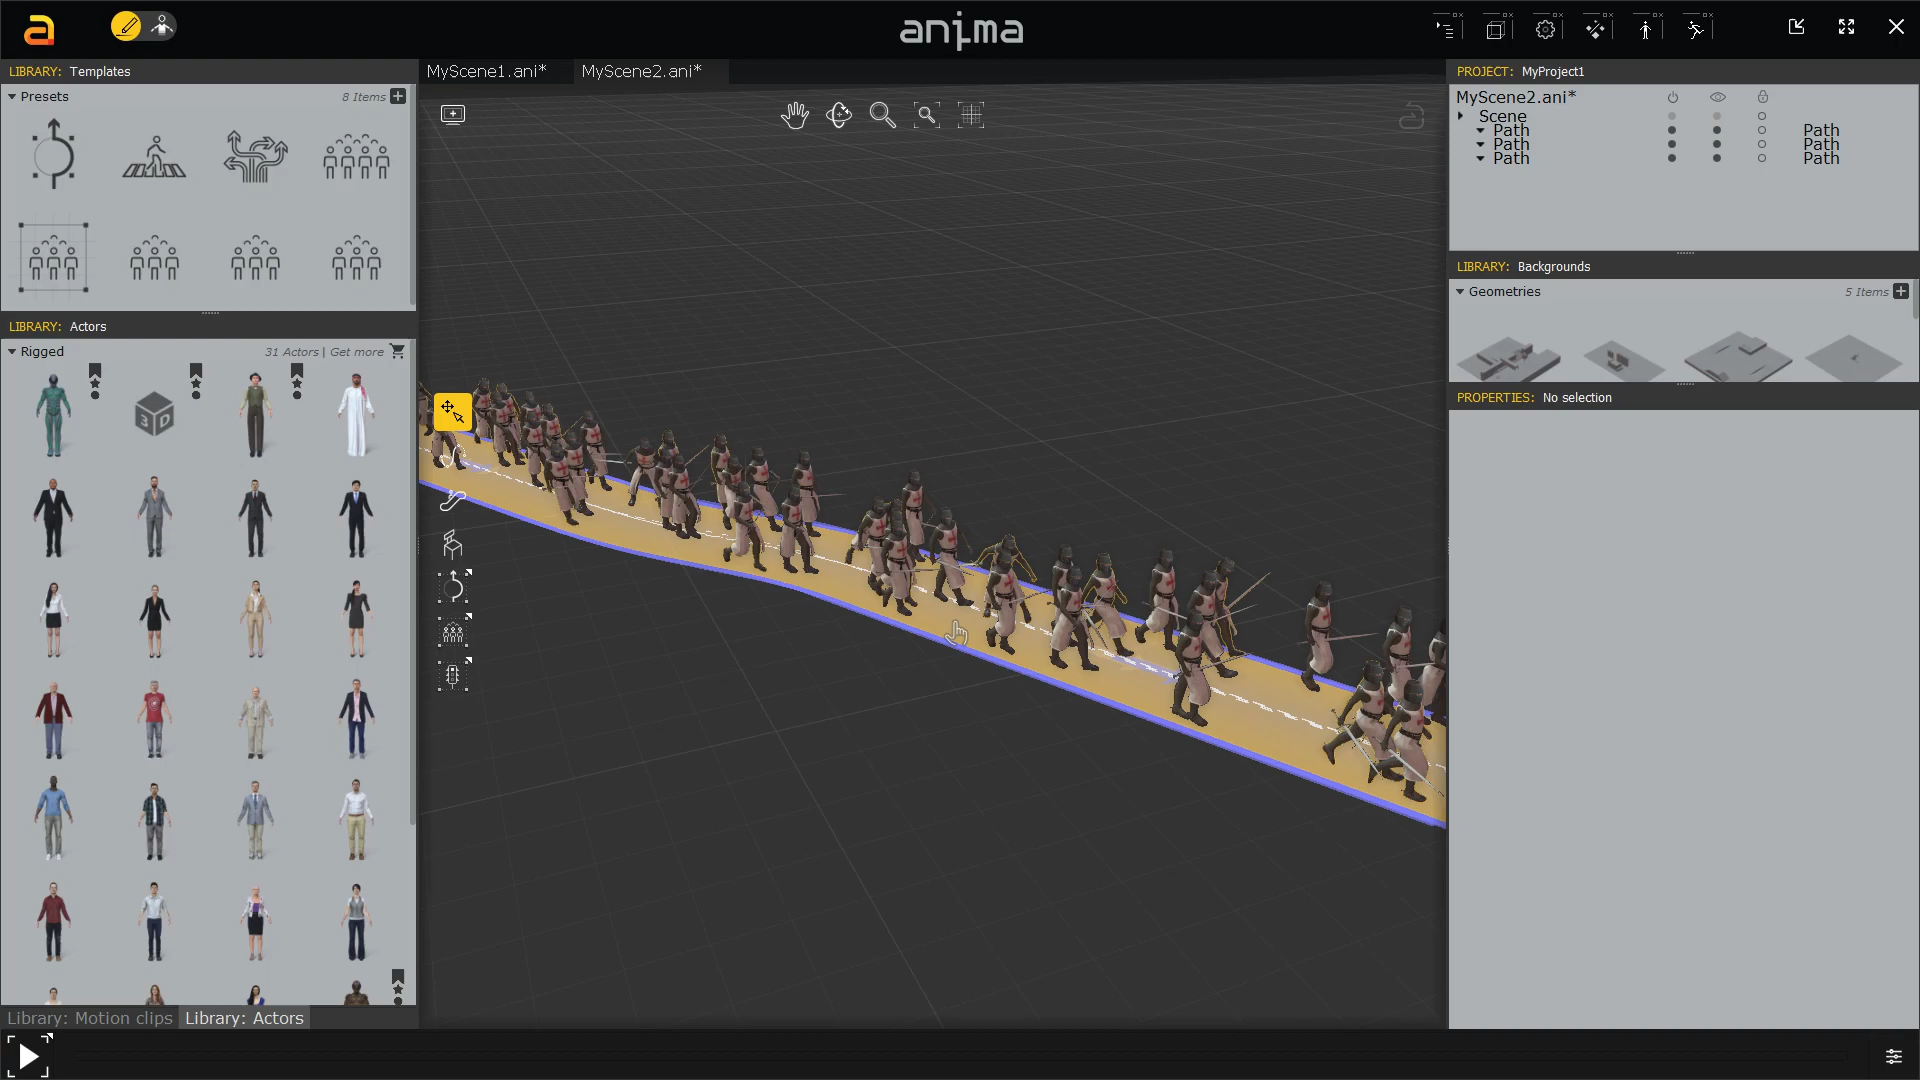 anima
LIBRARY: Templates
Presets
8 Items
LIBRARY: Actors
Rigged
31 Actors | Get more
3D
Library: Motion clips
Library: Actors
MyScene1.ani*
MyScene2.ani*
PROJECT: MyProject1
MyScene2.ani*
Scene
Path Path
Path Path
Path Path
LIBRARY: Backgrounds
Geometries
5 Items
PROPERTIES: No selection